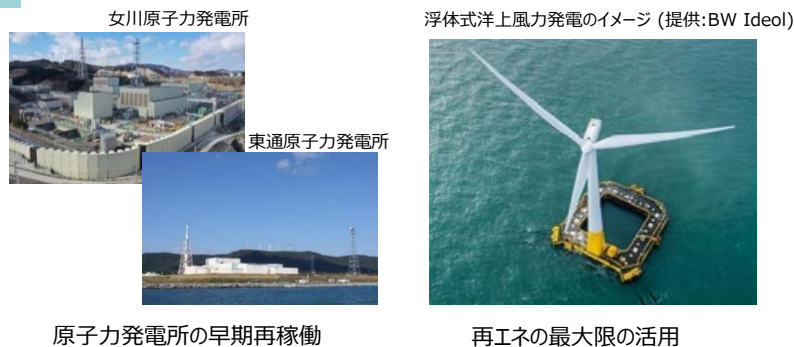 女川原子力発電所
浮体式洋上風力発電のイメージ (提供:BW Ideol)
東通原子力発電所
原子力発電所の早期再稼働
再エネの最大限の活用